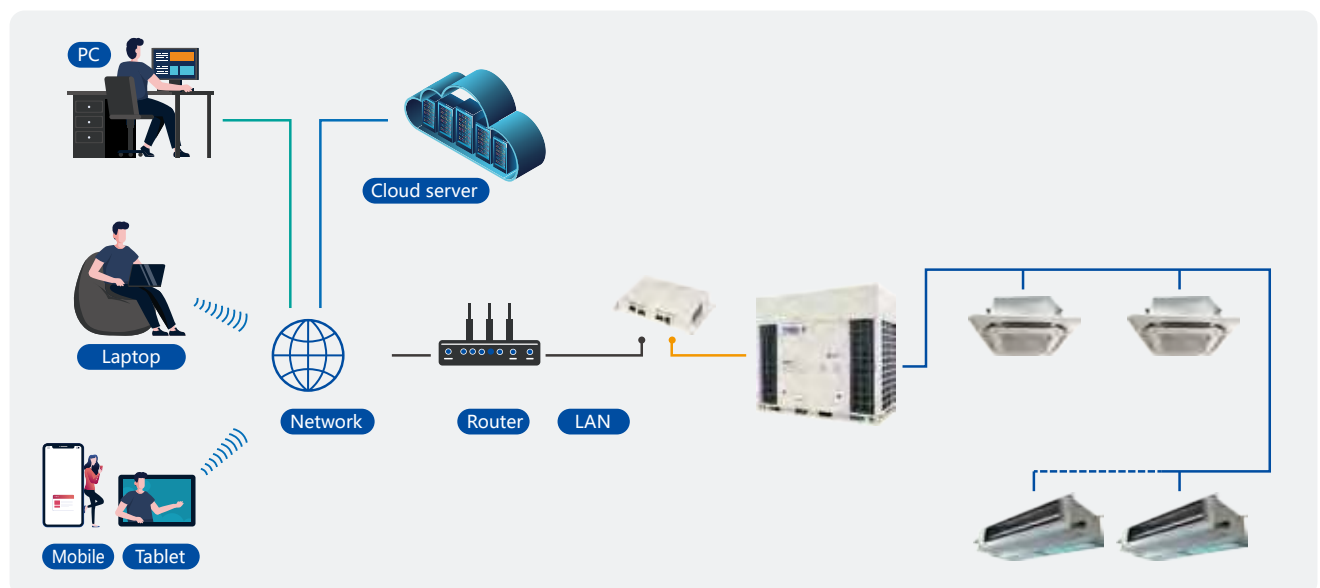 PC
Cloud server
Laptop
Network
Router
LAN
Mobile
Tablet